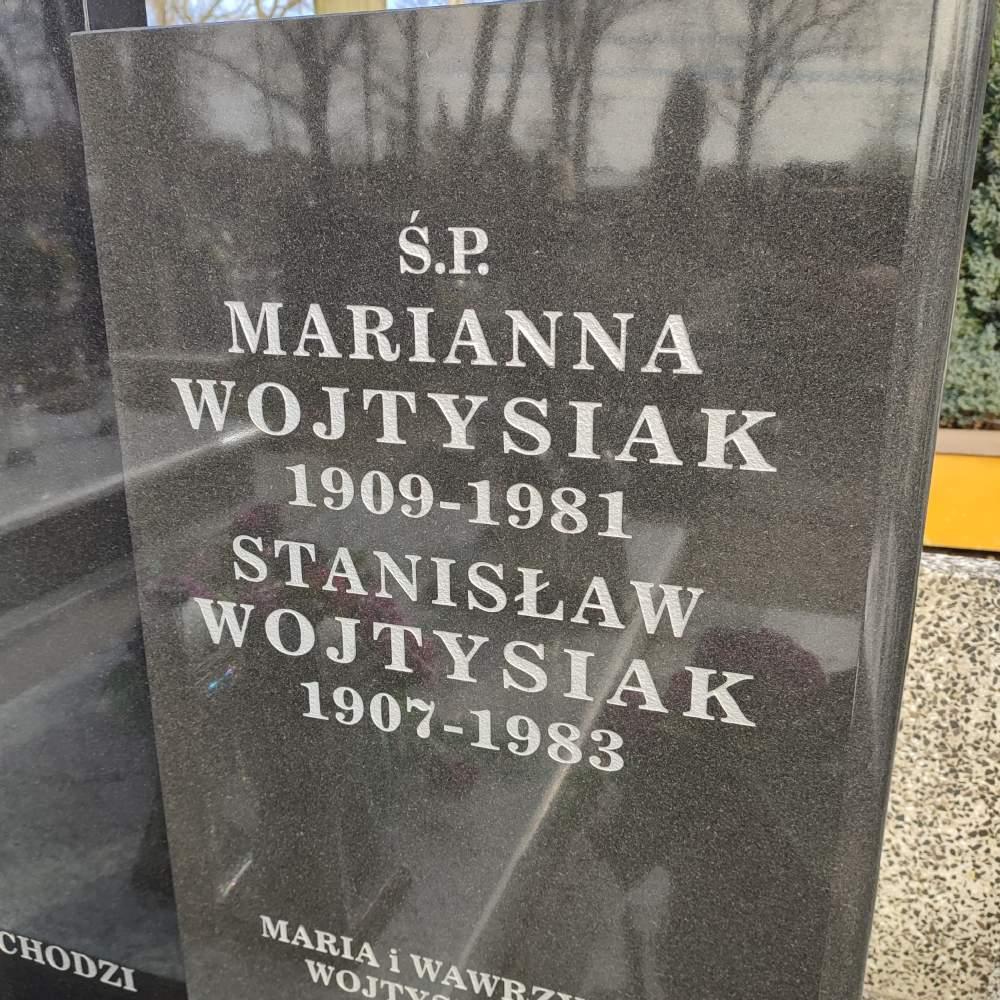 Ś.P.
MARIANNA
WOJTYSIAK
1909-1981
STANISŁAW
WOJTYSIAK
1907-1983
MARIA i
CHODZI